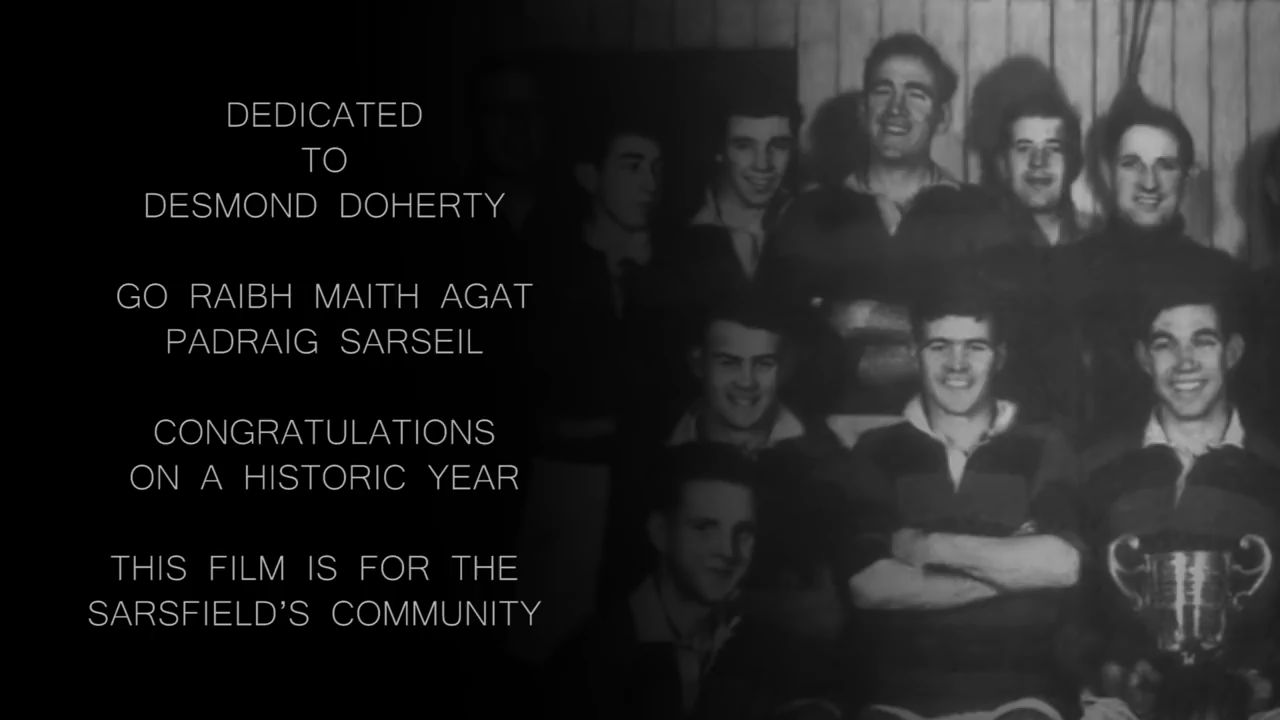 DEDICATED
TO
DESMOND DOHERTY
GO RAIBH MAITH AGAT
PADRAIG SARSEIL
CONGRATULATIONS
ON A HISTORIC YEAR
THIS FILM IS FOR THE
SARSFIELD'S COMMUNITY